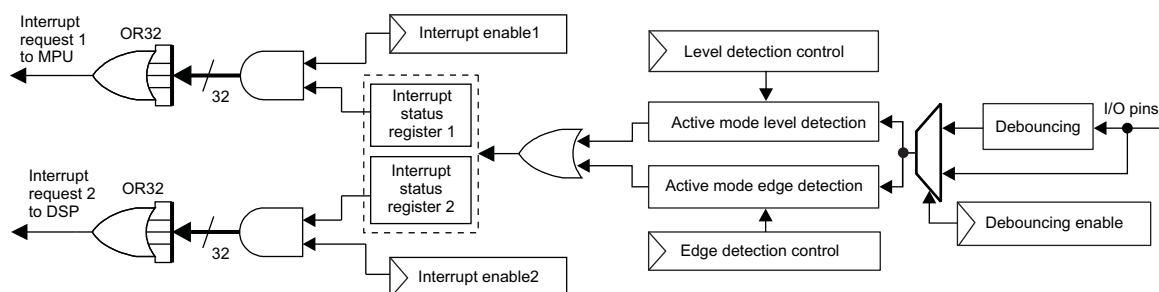 Interrupt
request 1
to MPU
OR32
32
Interrupt enable1
Interrupt
status
register 1
Interrupt
status
register 2
Interrupt
request 2
to DSP
OR32
32
Interrupt enable2
Level detection control
Active mode level detection
Active mode edge detection
Edge detection control
Debouncing
I/O pins
Debouncing enable